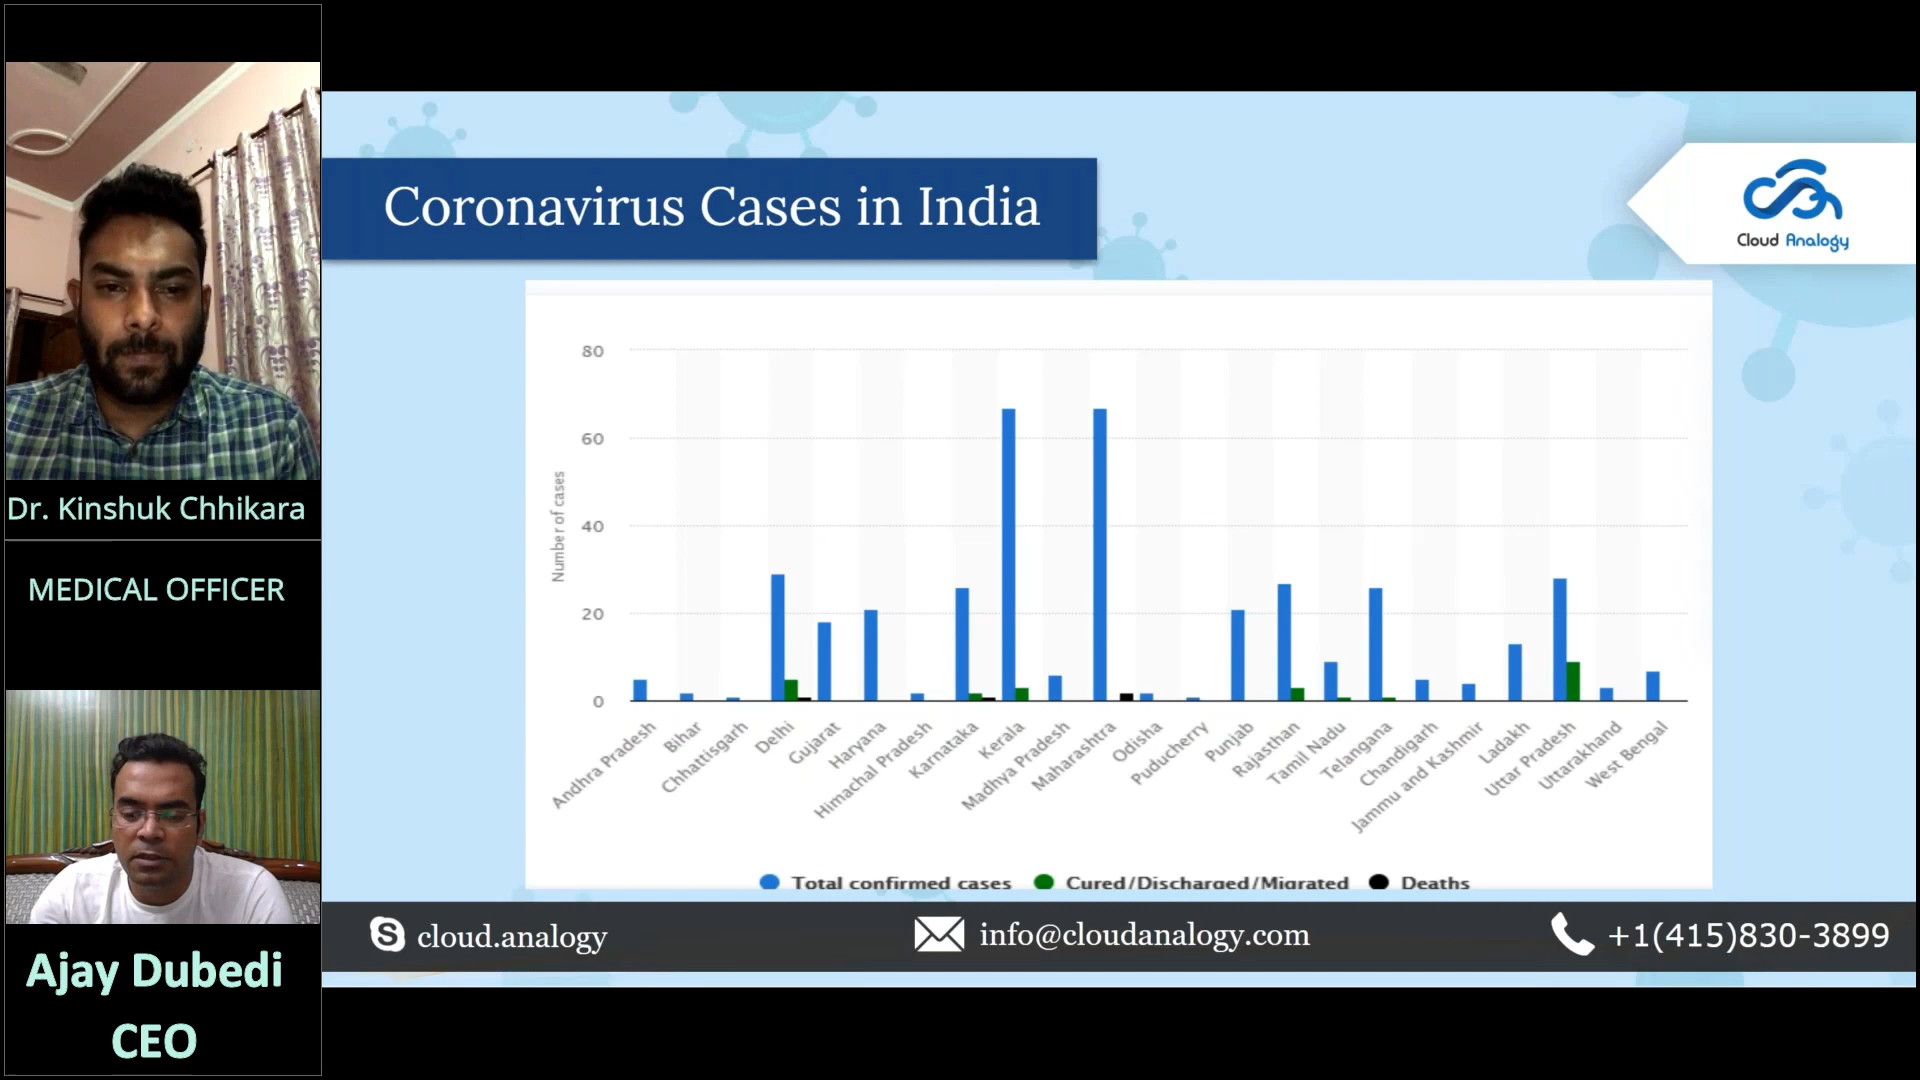 Dr. Kinshuk Chhikara
MEDICAL OFFICER
Ajay Dubedi
CEO
Coronavirus Cases in India
Cloud Analogy
80
60
40
20
0
Number of cases
Andhra Pradesh
Bihar
Chhattisgarh
Delhi
Gujarat
Haryana
Himachal Pradesh
Karnataka
Kerala
Madhya Pradesh
Maharashtra
Odisha
Puducherry
Punjab
Rajasthan
Tamil Nadu
Telangana
Chandigarh
Jammu and Kashmir
Ladakh
Uttar Pradesh
Uttarakhand
West Bengal
Total confirmed cases Cured/Discharged/Migrated Deaths
cloud.analogy info@cloudanalogy.com +1(415)830-3899